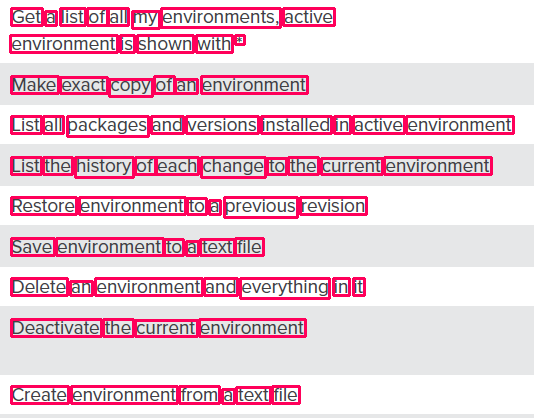 Get a list of all my environments, active
environment is shown with *
Make exact copy of an environment
List all packages and versions installed in active environment
List the history of each change to the current environment
Restore environment to a previous revision
Save environment to a text file
Delete an environment and everything in it
Deactivate the current environment
Create environment from a text file